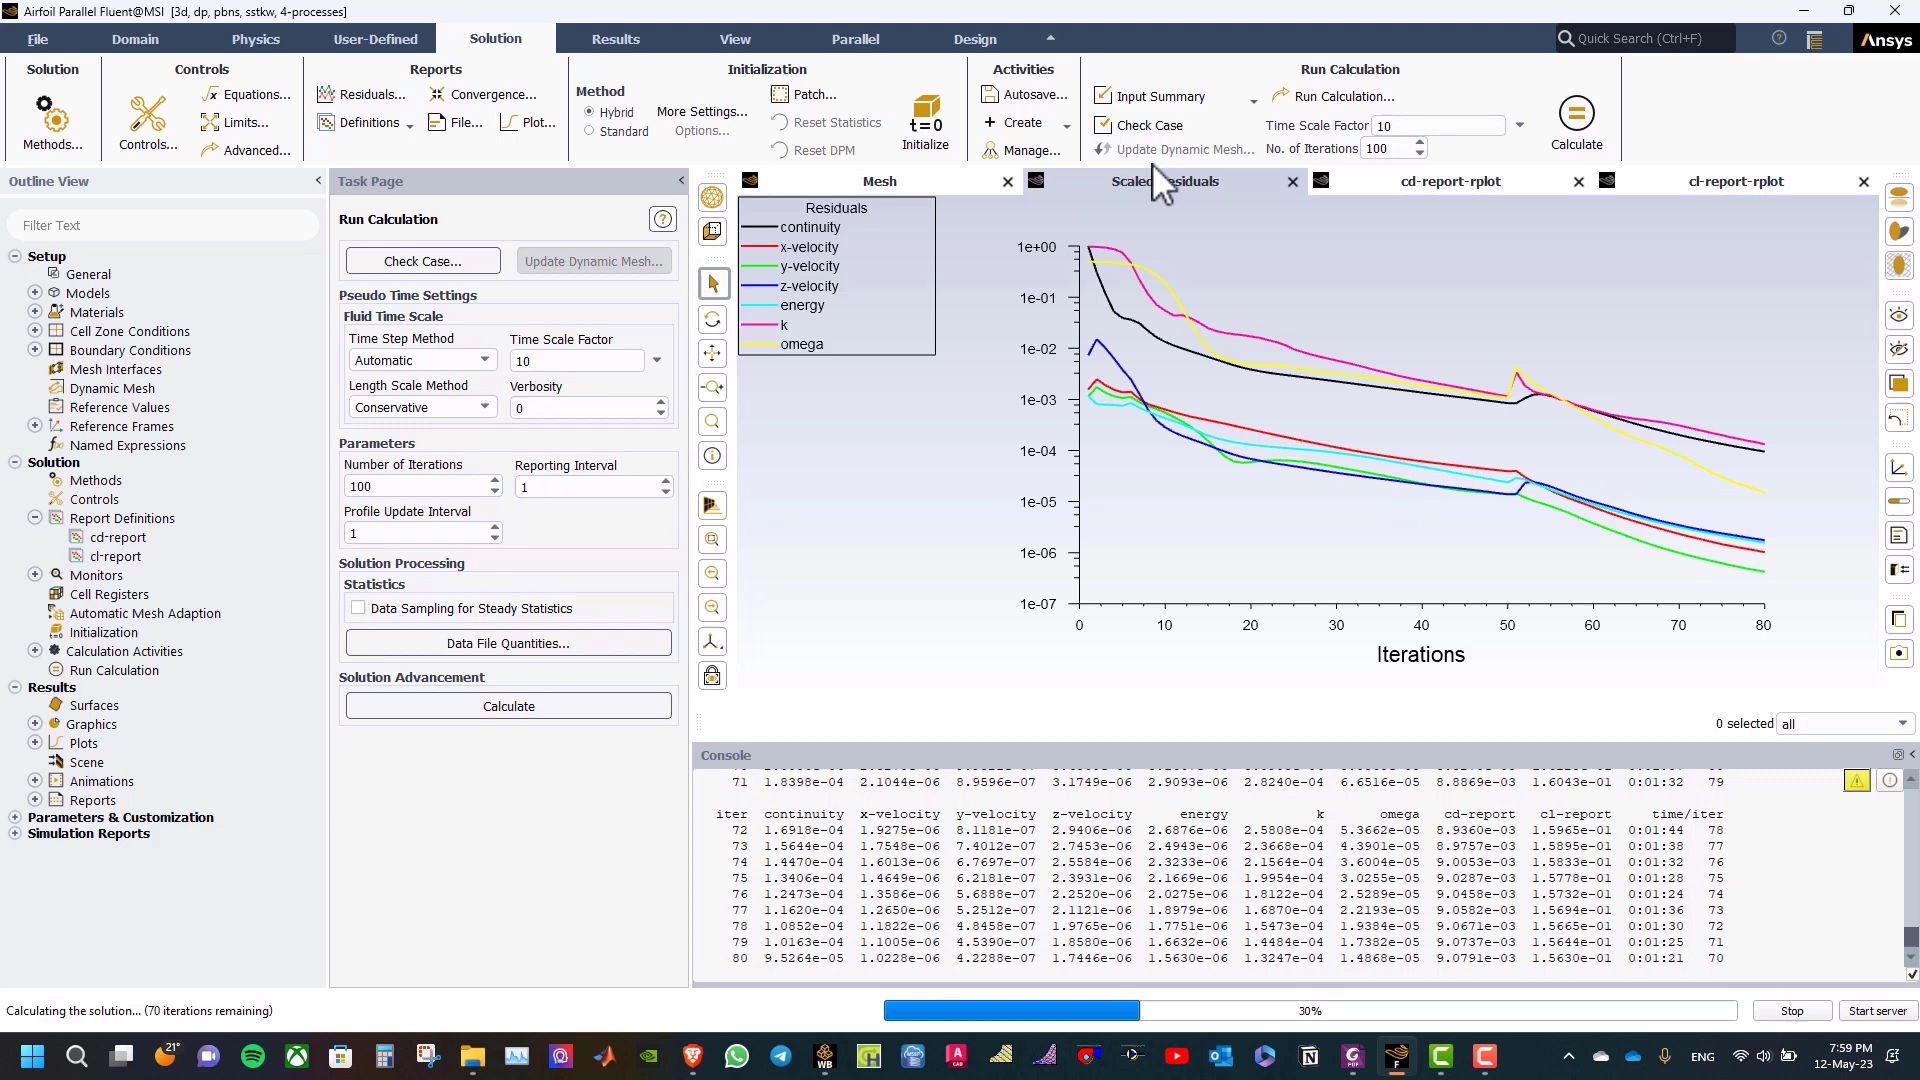 Airfoil Parallel Fluent@MSI [3d, dp, pbns, sstkw, 4-processes]
File Domain Physics User-Defined Solution Results View Parallel Design Quick Search (Ctrl+F) Ansys
Solution Controls Reports Initialization Activities Run Calculation
Methods...
Controls...
Equations...
Limits...
Advanced...
Residuals... Convergence...
Definitions File... Plot...
Method
Hybrid More Settings...
Standard Options...
Patch...
Reset Statistics
Reset DPM
t=0
Initialize
Autosave...
Create
Manage...
Input Summary Run Calculation...
Check Case Time Scale Factor 10
Update Dynamic Mesh... No. of Iterations 100
Calculate
Outline View
Filter Text
Setup
General
Models
Materials
Cell Zone Conditions
Boundary Conditions
Mesh Interfaces
Dynamic Mesh
Reference Values
Reference Frames
Named Expressions
Solution
Methods
Controls
Report Definitions
cd-report
cl-report
Monitors
Cell Registers
Automatic Mesh Adaption
Initialization
Calculation Activities
Run Calculation
Results
Surfaces
Graphics
Plots
Scene
Animations
Reports
Parameters & Customization
Simulation Reports
Task Page
Run Calculation
Check Case... Update Dynamic Mesh...
Pseudo Time Settings
Fluid Time Scale
Time Step Method Time Scale Factor
Automatic 10
Length Scale Method Verbosity
Conservative 0
Parameters
Number of Iterations Reporting Interval
100 1
Profile Update Interval
1
Solution Processing
Statistics
Data Sampling for Steady Statistics
Data File Quantities...
Solution Advancement
Calculate
Mesh Scaled Residuals cd-report-rplot cl-report-rplot
Residuals
continuity
x-velocity
y-velocity
z-velocity
energy
k
omega
1e+00
1e-01
1e-02
1e-03
1e-04
1e-05
1e-06
1e-07
0 10 20 30 40 50 60 70 80
Iterations
0 selected all
Console
71 1.8398e-04 2.1044e-06 8.9596e-07 3.1749e-06 2.9093e-06 2.8240e-04 6.6516e-05 8.8869e-03 1.6043e-01 0:01:32 79
iter continuity x-velocity y-velocity z-velocity energy k omega cd-report cl-report time/iter
72 1.6918e-04 1.9275e-06 8.1181e-07 2.9406e-06 2.6876e-06 2.5808e-04 5.3662e-05 8.9360e-03 1.5965e-01 0:01:44 78
73 1.5644e-04 1.7548e-06 7.4012e-07 2.7453e-06 2.4943e-06 2.3668e-04 4.3901e-05 8.9757e-03 1.5895e-01 0:01:38 77
74 1.4470e-04 1.6013e-06 6.7697e-07 2.5584e-06 2.3233e-06 2.1564e-04 3.6004e-05 9.0053e-03 1.5833e-01 0:01:32 76
75 1.3406e-04 1.4649e-06 6.2181e-07 2.3931e-06 2.1669e-06 1.9954e-04 3.0255e-05 9.0287e-03 1.5778e-01 0:01:28 75
76 1.2473e-04 1.3586e-06 5.6888e-07 2.2520e-06 2.0275e-06 1.8122e-04 2.5289e-05 9.0458e-03 1.5732e-01 0:01:24 74
77 1.1620e-04 1.2650e-06 5.2512e-07 2.1121e-06 1.8979e-06 1.6870e-04 2.2193e-05 9.0582e-03 1.5694e-01 0:01:36 73
78 1.0852e-04 1.1822e-06 4.8458e-07 1.9765e-06 1.7751e-06 1.5473e-04 1.9384e-05 9.0671e-03 1.5665e-01 0:01:30 72
79 1.0163e-04 1.1005e-06 4.5390e-07 1.8580e-06 1.6632e-06 1.4484e-04 1.7382e-05 9.0737e-03 1.5644e-01 0:01:25 71
80 9.5264e-05 1.0228e-06 4.2288e-07 1.7446e-06 1.5630e-06 1.3247e-04 1.4868e-05 9.0791e-03 1.5630e-01 0:01:21 70
Calculating the solution... (70 iterations remaining) 30% Stop Start server
21° ENG 7:59 PM
12-May-23